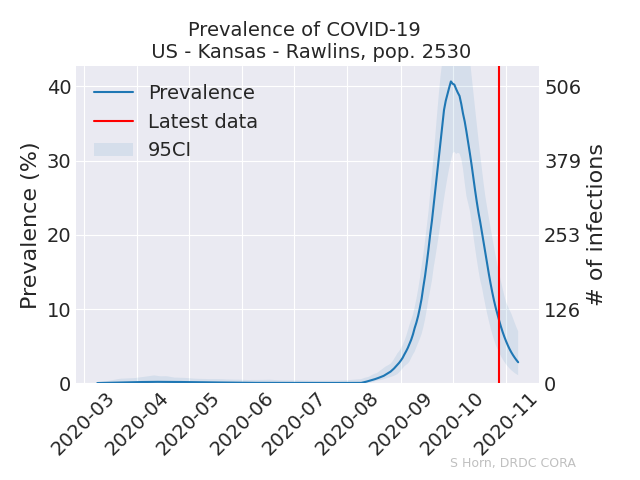 Prevalence of COVID-19
US - Kansas - Rawlins, pop. 2530
Prevalence (%)
40
30
20
10
0
Prevalence
Latest data
95CI
506
379
253
126
0
# of infections
2020-03
2020-04
2020-05
2020-06
2020-07
2020-08
2020-09
2020-10
2020-11
S Horn, DRDC CORA